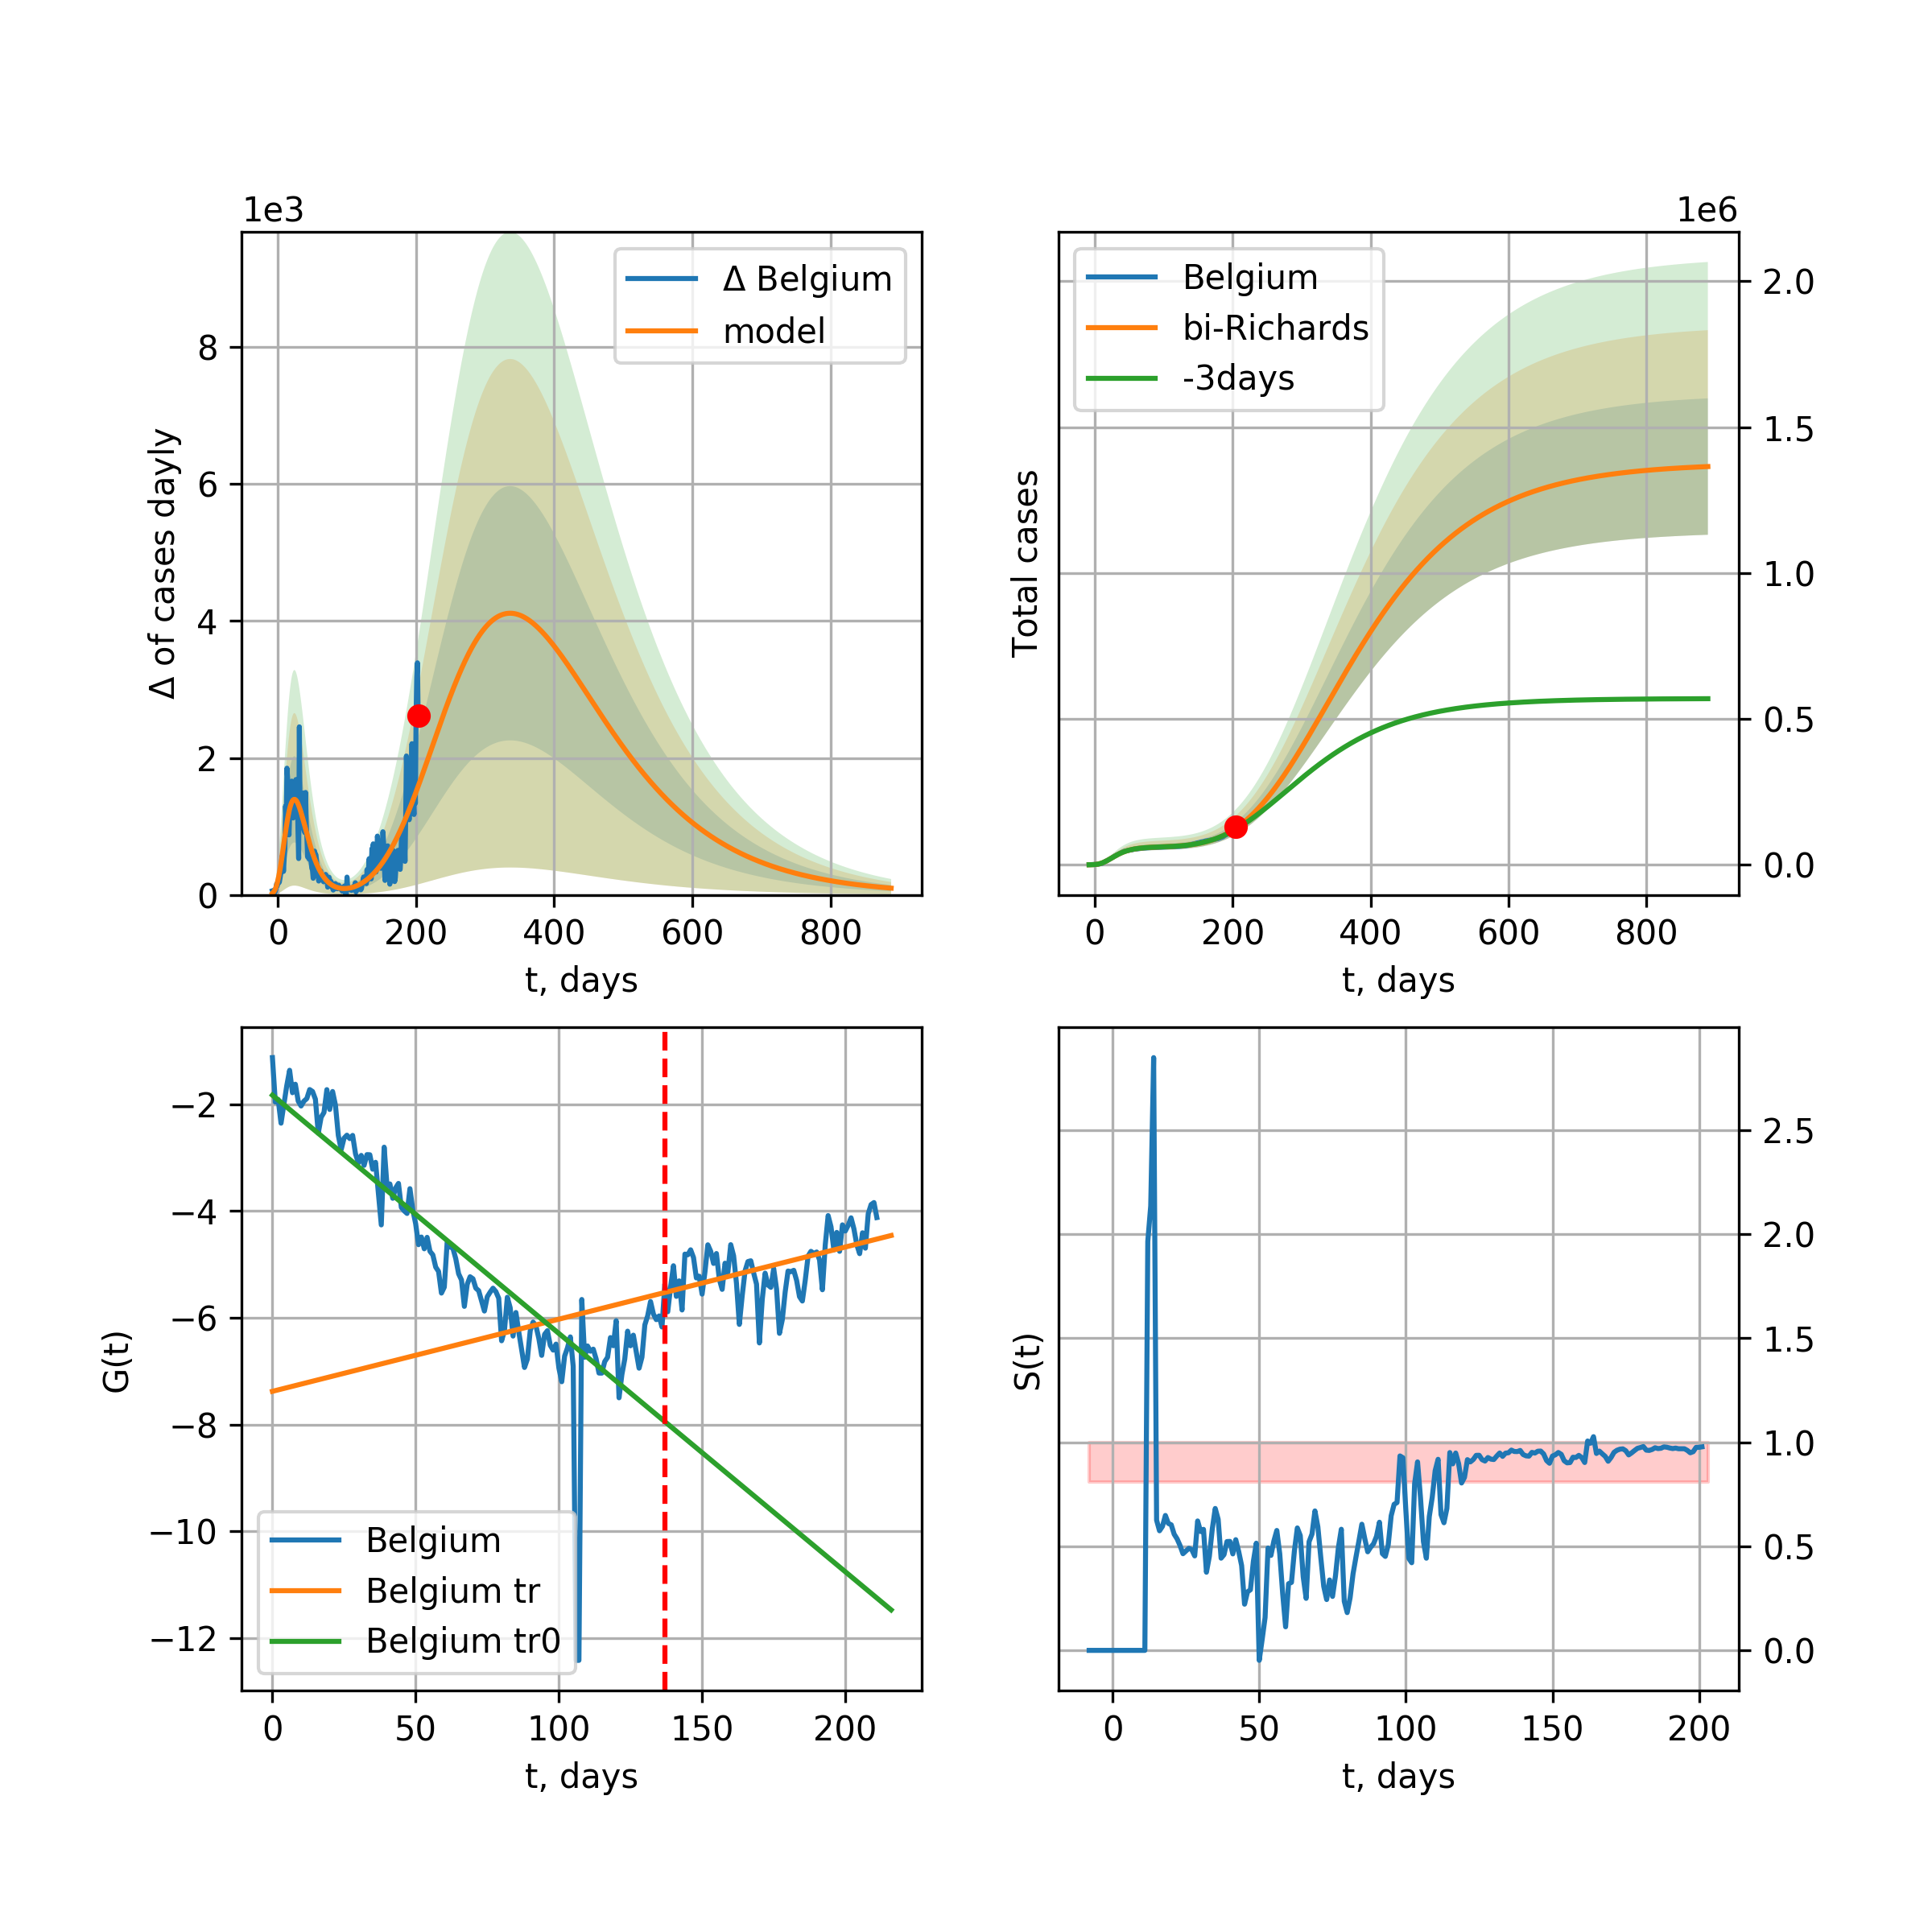 1e3
Δ Belgium
model
Δ of cases dayly
8
6
4
2
0
0 200 400 600 800
t, days
1e6
Belgium
bi-Richards
-3days
Total cases
2.0
1.5
1.0
0.5
0.0
0 200 400 600 800
t, days
G(t)
−2
−4
−6
−8
−10
−12
Belgium
Belgium tr
Belgium tr0
0 50 100 150 200
t, days
S(t)
2.5
2.0
1.5
1.0
0.5
0.0
0 50 100 150 200
t, days